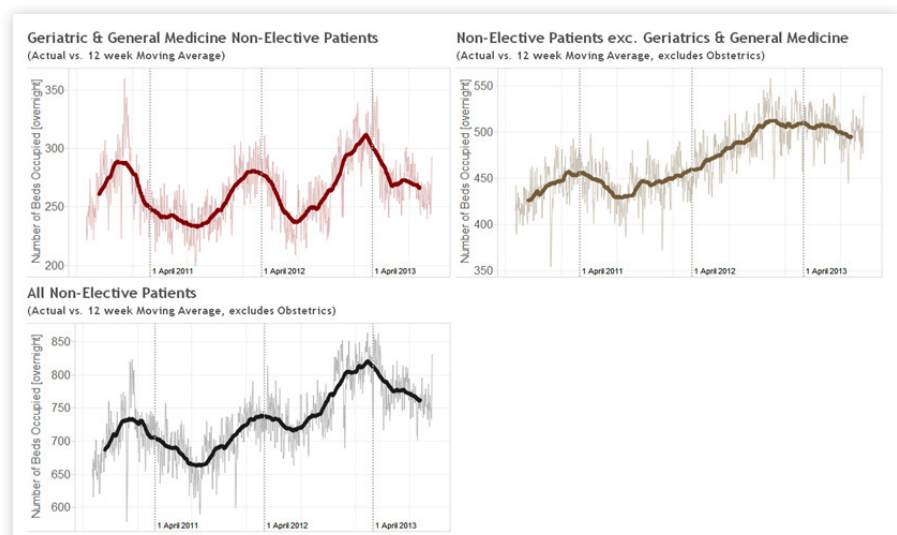 Geriatric & General Medicine Non-Elective Patients
(Actual vs. 12 week Moving Average)
Number of Beds Occupied [overnight]
350
300
250
200
1 April 2011
1 April 2012
1 April 2013
Non-Elective Patients exc. Geriatrics & General Medicine
(Actual vs. 12 week Moving Average, excludes Obstetrics)
Number of Beds Occupied [overnight]
550
500
450
400
350
1 April 2011
1 April 2012
1 April 2013
All Non-Elective Patients
(Actual vs. 12 week Moving Average, excludes Obstetrics)
Number of Beds Occupied [overnight]
850
800
750
700
650
600
1 April 2011
1 April 2012
1 April 2013